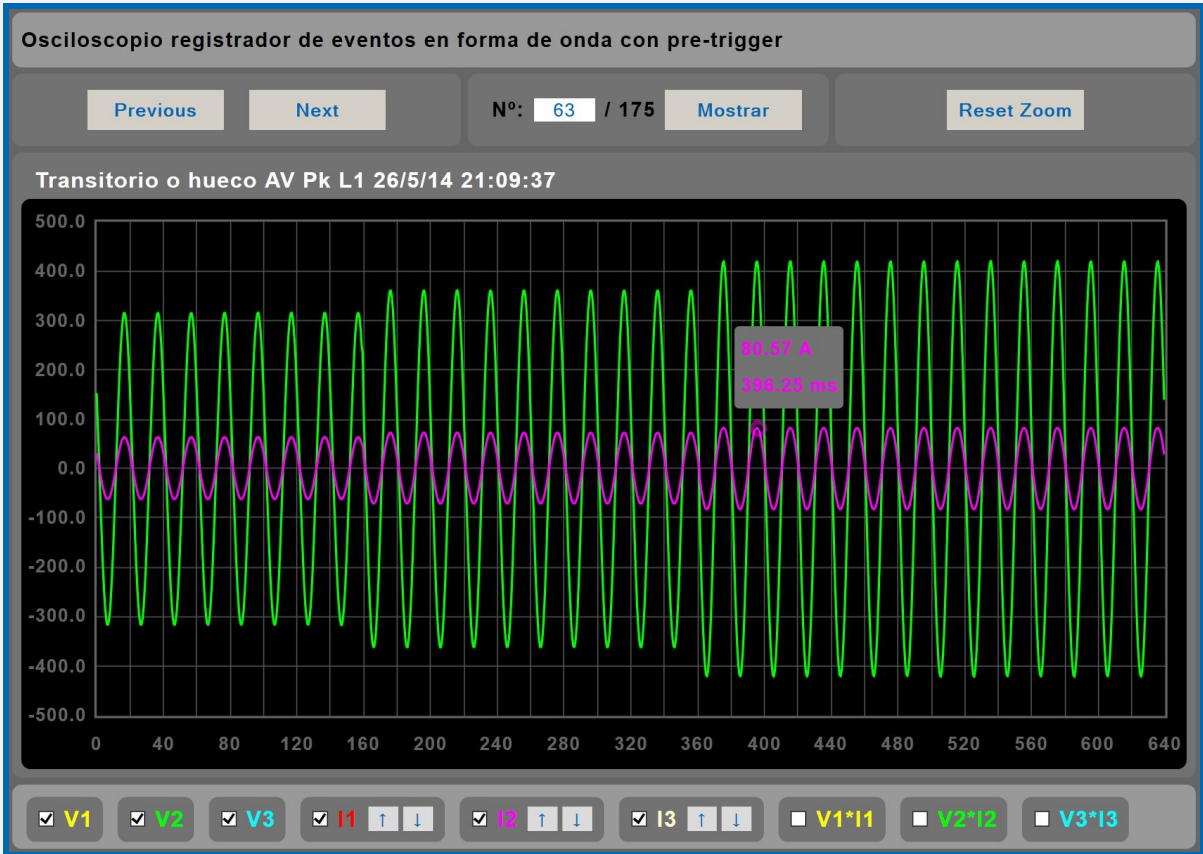 Osciloscopio registrador de eventos en forma de onda con pre-trigger
Previous Next Nº: 63 / 175 Mostrar Reset Zoom
Transitorio o hueco AV Pk L1 26/5/14 21:09:37
500.0
400.0
300.0
80.57 A
396.25 ms
200.0
100.0
0.0
-100.0
-200.0
-300.0
-400.0
-500.0
0 40 80 120 160 200 240 280 320 360 400 440 480 520 560 600 640
V1 V2 V3 I1 ↑ ↓ I2 ↑ ↓ I3 ↑ ↓ V1*I1 V2*I2 V3*I3